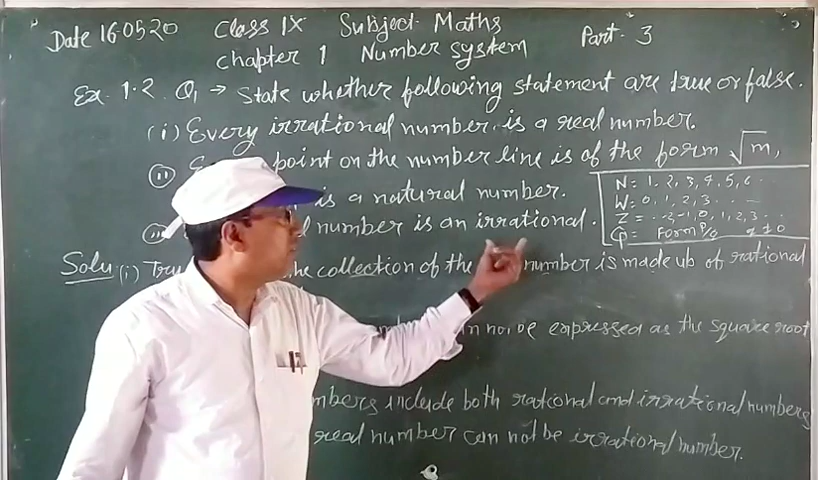 Date 16.05.20 Class IX Subject- Maths Part- 3
Chapter 1 Number system
Ex- 1.2. Q1 → State whether following statement are true or false.
(i) Every irrational number is a real number.
(ii) point on the number line is of the form √m,
is a natural number.
number is an irrational.
N = 1, 2, 3, 4, 5, 6 - -
W = 0, 1, 2, 3 . . . - -
Z = - - 2, -1, 0, 1, 2, 3 . . .
Q = Form P/q q ± 0
Solu (i) he collection of the number is made ub of rational
be expressed as the square root
mbers include both rational and irrational numbers
real number can not be irrational number.